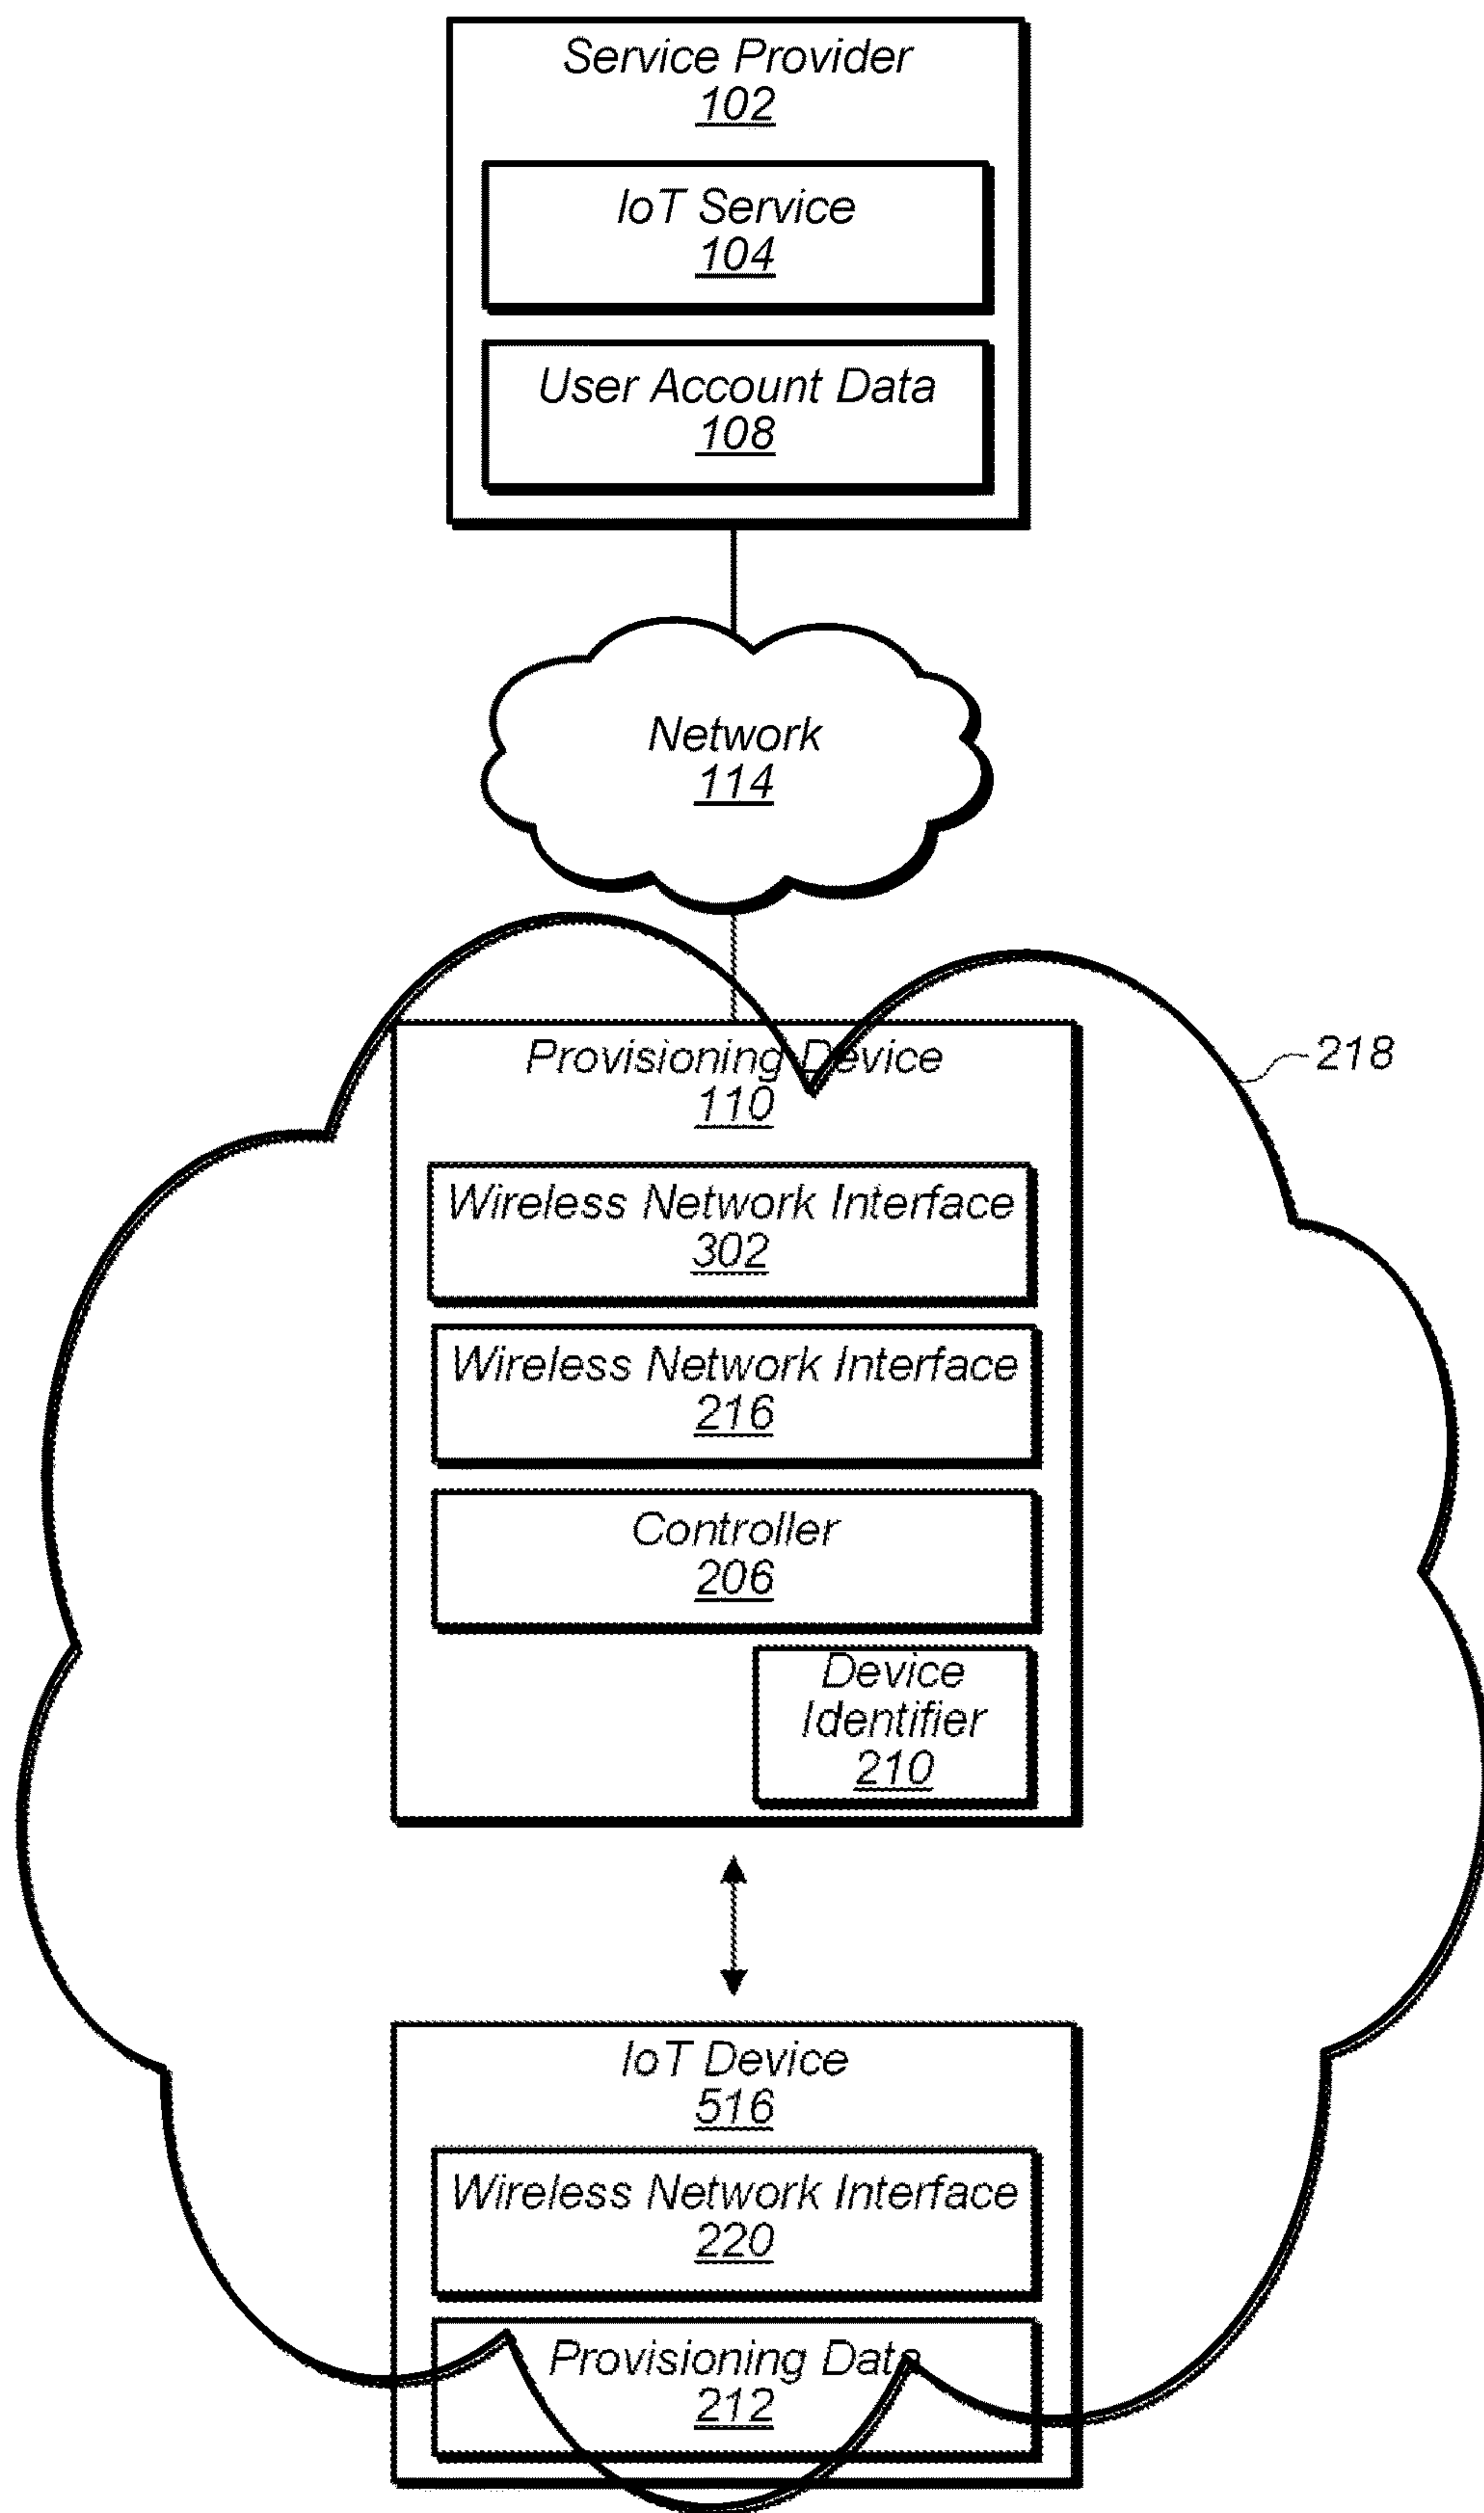 Service Provider
102
IoT Service
104
User Account Data
108
Network
114
Provisioning Device
110
218
Wireless Network Interface
302
Wireless Network Interface
216
Controller
206
Device
Identifier
210
IoT Device
516
Wireless Network Interface
220
Provisioning Data
212